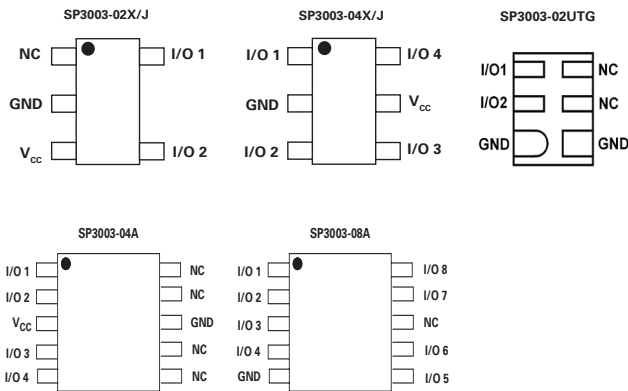 SP3003-02X/J
NC
I/O 1
GND
VCC
I/O 2
SP3003-04X/J
I/O 1
I/O 4
GND
VCC
I/O 2
I/O 3
SP3003-02UTG
I/O1
NC
I/O2
NC
GND
GND
SP3003-04A
I/O 1
NC
I/O 2
NC
VCC
GND
I/O 3
NC
I/O 4
NC
SP3003-08A
I/O 1
I/O 8
I/O 2
I/O 7
I/O 3
NC
I/O 4
I/O 6
GND
I/O 5